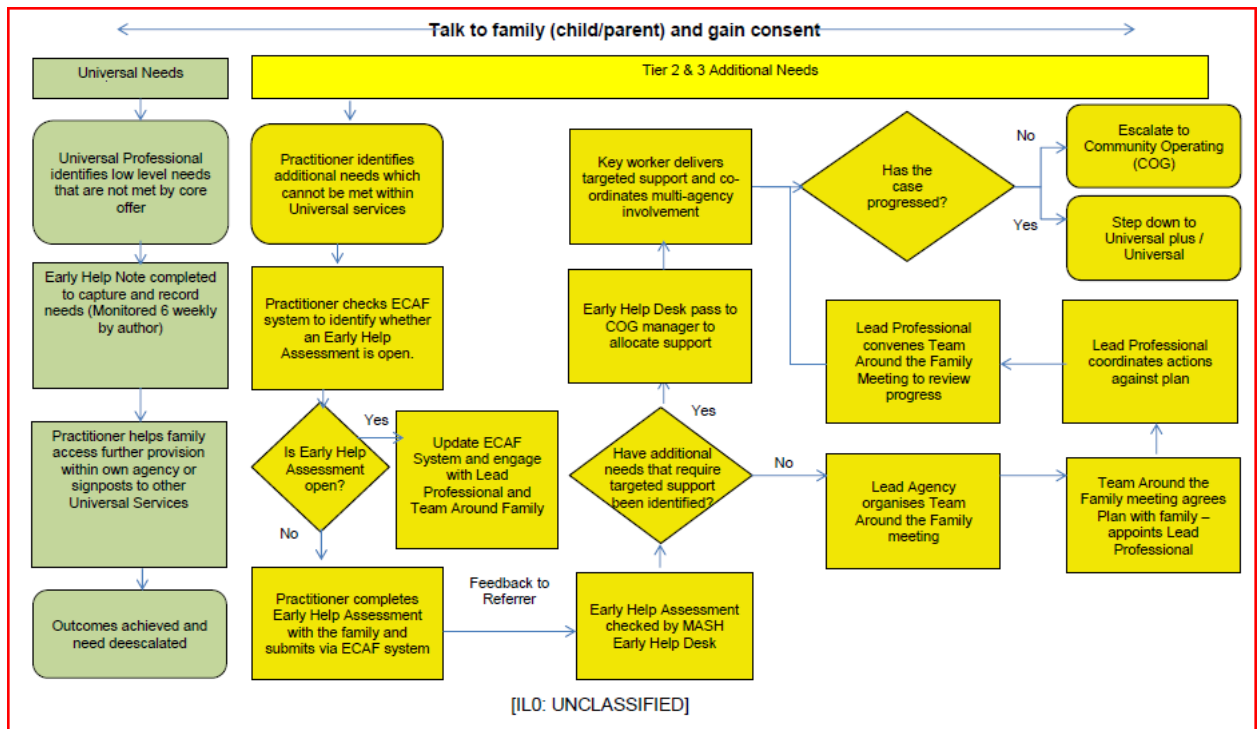 Talk to family (child/parent) and gain consent
Universal Needs
Tier 2 & 3 Additional Needs
Universal Professional
identifies low level needs
that are not met by core
offer
Early Help Note completed
to capture and record
needs (Monitored 6 weekly
by author)
Practitioner helps family
access further provision
within own agency or
signposts to other
Universal Services
Outcomes achieved and
need deescalated
Practitioner identifies
additional needs which
cannot be met within
Universal services
Practitioner checks ECAF
system to identify whether
an Early Help
Assessment is open.
Is Early Help
Assessment
open?
Yes
Update ECAF
System and engage
with Lead
Professional and
Team Around Family
No
Practitioner completes
Early Help Assessment
with the family and
submits via ECAF system
Feedback to
Referrer
Early Help Assessment
checked by MASH
Early Help Desk
Have additional
needs that require
targeted support
been identified?
Yes
Early Help Desk pass to
COG manager to
allocate support
Key worker delivers
targeted support and co-
ordinates multi-agency
involvement
No
Lead Agency
organises Team
Around the Family
meeting
Team Around the
Family meeting agrees
Plan with family –
appoints Lead
Professional
Lead Professional
coordinates actions
against plan
Lead Professional
convenes Team
Around the Family
Meeting to review
progress
Has the
case
progressed?
No
Escalate to
Community Operating
(COG)
Yes
Step down to
Universal plus /
Universal
[IL0: UNCLASSIFIED]